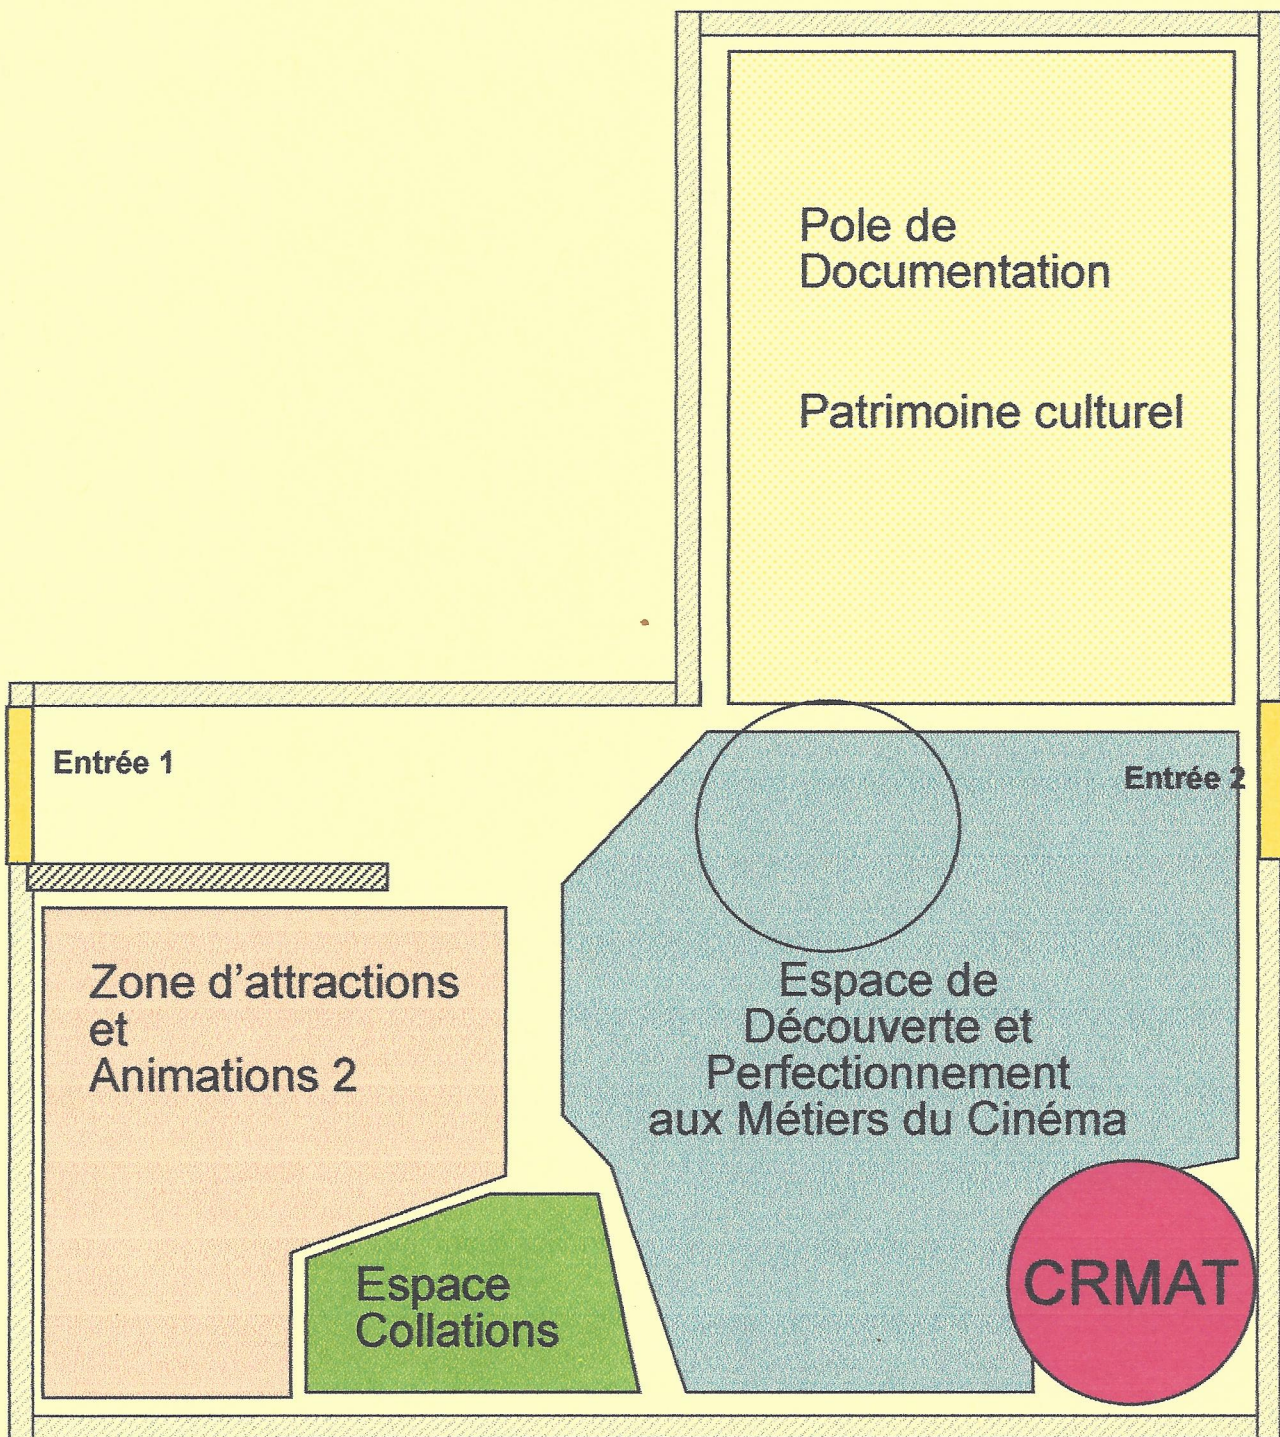 Pole de
Documentation
Patrimoine culturel
Entrée 1
Entrée 2
Zone d'attractions
et
Animations 2
Espace de
Découverte et
Perfectionnement
aux Métiers du Cinéma
Espace
Collations
CRMAT